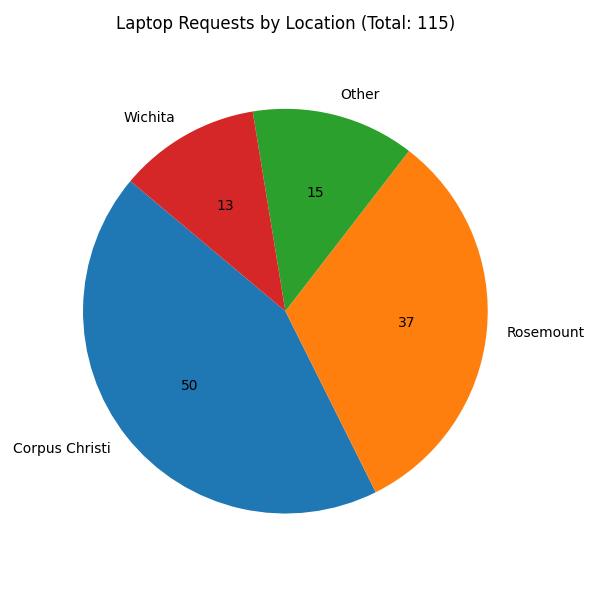 Laptop Requests by Location (Total: 115)
Other
Wichita
15
13
37
Rosemount
50
Corpus Christi